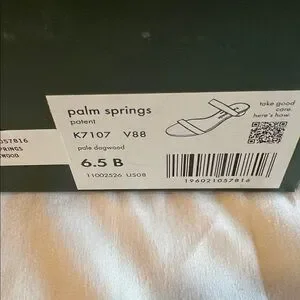 palm springs
patent
K7107 V88
pale dogwood
6.5 B
11002526 US08
take good
care.
here's how.
196021057816
57816
PRINGS
WOOD